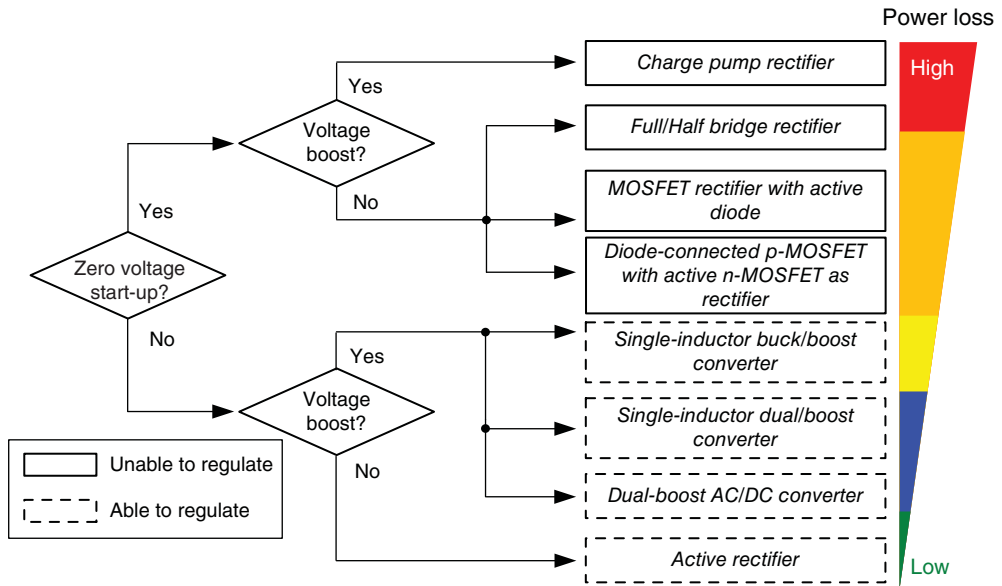 Power loss
High
Charge pump rectifier
Yes
Voltage
boost?
Full/Half bridge rectifier
No
MOSFET rectifier with active
diode
Yes
Diode-connected p-MOSFET
with active n-MOSFET as
rectifier
Zero voltage
start-up?
No
Yes
Single-inductor buck/boost
converter
Voltage
boost?
Single-inductor dual/boost
converter
No
Unable to regulate
Able to regulate
Dual-boost AC/DC converter
Active rectifier
Low